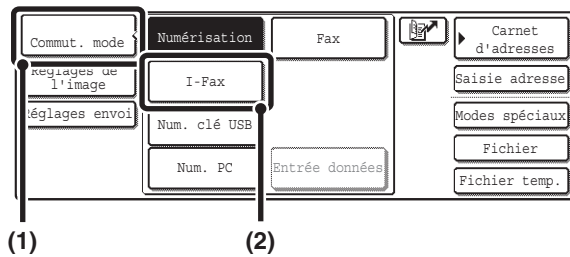 Commut. mode
Numérisation
Fax
Carnet
d'adresses
Réglages de
l'image
I-Fax
Saisie adresse
Réglages envoi
Num. clé USB
Modes spéciaux
Fichier
Num. PC
Entrée données
Fichier temp.
(1)
(2)